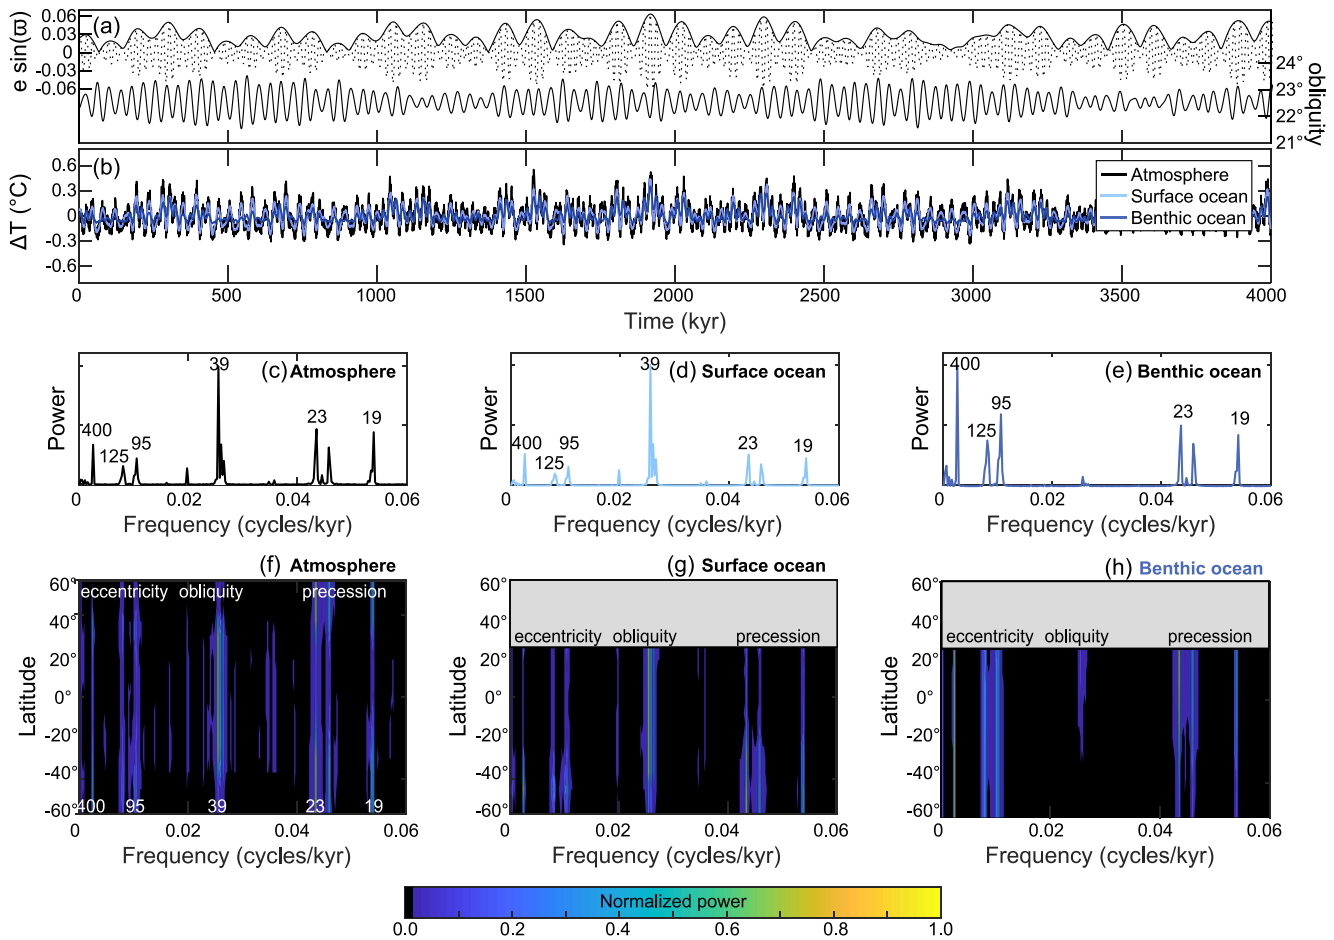 (a)
e sin(ϖ)
0.06
0.03
0
-0.03
-0.06
obliquity
24°
23°
22°
21°
(b)
ΔT (°C)
0.6
0.3
0
-0.3
-0.6
Atmosphere
Surface ocean
Benthic ocean
0 500 1000 1500 2000 2500 3000 3500 4000
Time (kyr)
(c) Atmosphere
Power
400 125 95 39 23 19
0 0.02 0.04 0.06
Frequency (cycles/kyr)
(d) Surface ocean
Power
400 125 95 39 23 19
0 0.02 0.04 0.06
Frequency (cycles/kyr)
(e) Benthic ocean
Power
400 125 95 23 19
0 0.02 0.04 0.06
Frequency (cycles/kyr)
(f) Atmosphere
Latitude
60°
40°
20°
0°
-20°
-40°
-60°
eccentricity obliquity precession
400 95 39 23 19
0 0.02 0.04 0.06
Frequency (cycles/kyr)
(g) Surface ocean
Latitude
60°
40°
20°
0°
-20°
-40°
-60°
eccentricity obliquity precession
0 0.02 0.04 0.06
Frequency (cycles/kyr)
(h) Benthic ocean
Latitude
60°
40°
20°
0°
-20°
-40°
-60°
eccentricity obliquity precession
0 0.02 0.04 0.06
Frequency (cycles/kyr)
Normalized power
0.0 0.2 0.4 0.6 0.8 1.0